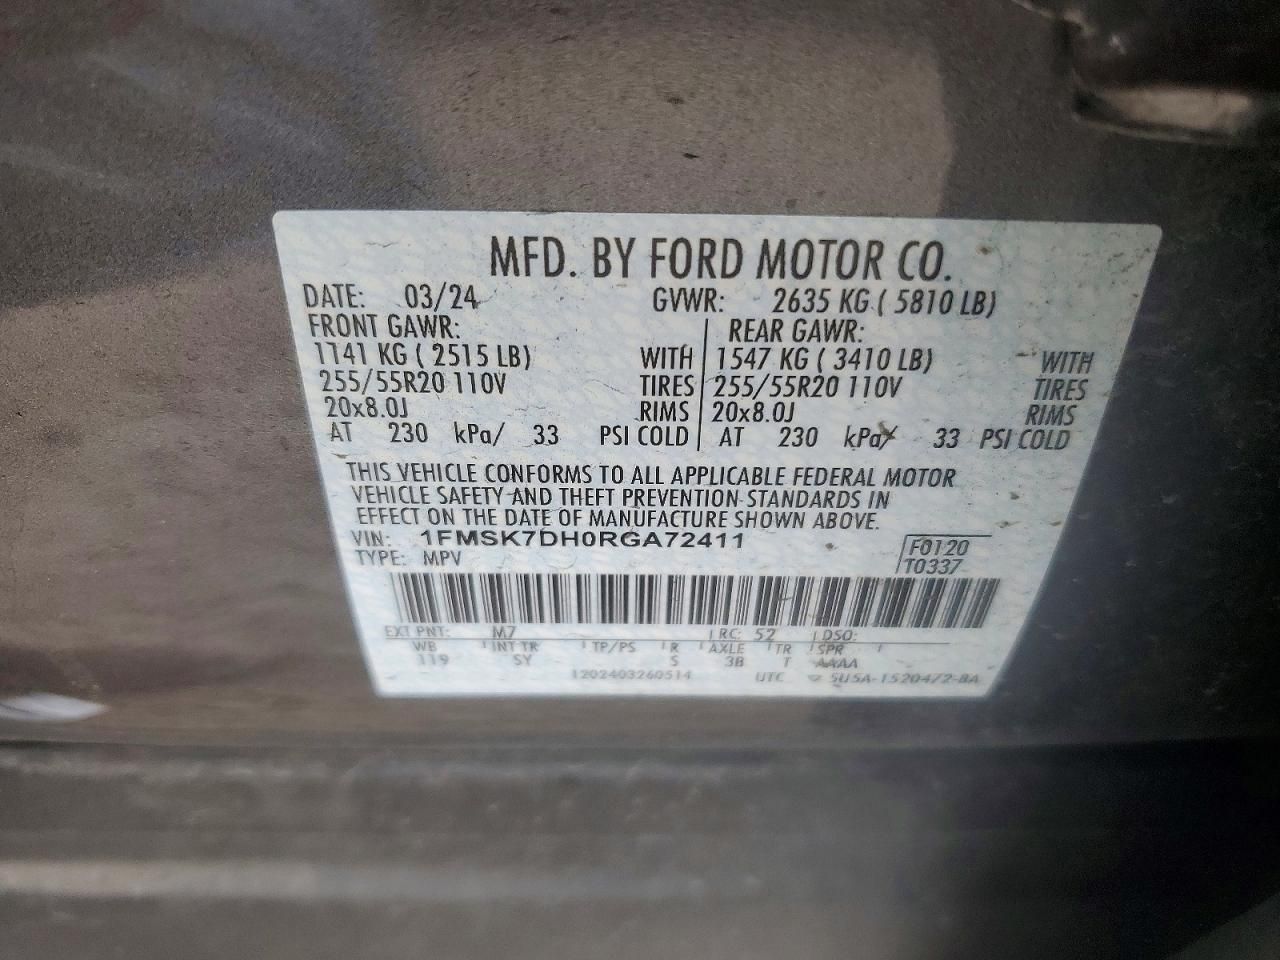 MFD. BY FORD MOTOR CO.
DATE: 03/24 GVWR: 2635 KG ( 5810 LB)
FRONT GAWR: REAR GAWR:
1141 KG ( 2515 LB) WITH 1547 KG ( 3410 LB) WITH
255/55R20 110V TIRES 255/55R20 110V TIRES
20x8.0J RIMS 20x8.0J RIMS
AT 230 kPa/ 33 PSI COLD AT 230 kPa/ 33 PSI COLD
THIS VEHICLE CONFORMS TO ALL APPLICABLE FEDERAL MOTOR
VEHICLE SAFETY AND THEFT PREVENTION STANDARDS IN
EFFECT ON THE DATE OF MANUFACTURE SHOWN ABOVE.
VIN: 1FMSK7DH0RGA72411 F0120
TYPE: MPV T0337
EXT PNT: M7 RC: 52 DSO:
WB INT TR TP/PS R AXLE TR SPR
119 SY S 3B T AAAA
1202403260514 UTC 5U5A-1520472-BA